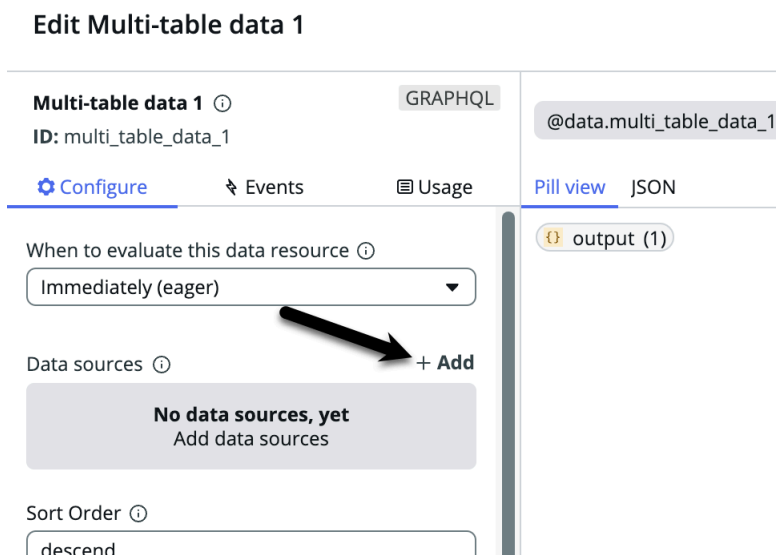 Edit Multi-table data 1
Multi-table data 1
GRAPHQL
ID: multi_table_data_1
Configure
Events
Usage
When to evaluate this data resource
Immediately (eager)
Data sources
+ Add
No data sources, yet
Add data sources
Sort Order
descend
@data.multi_table_data_1
Pill view
JSON
{} output (1)